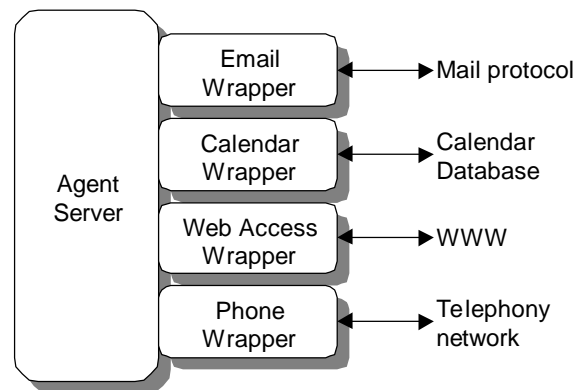 Agent
Server
Email
Wrapper
Mail protocol
Calendar
Wrapper
Calendar
Database
Web Access
Wrapper
WWW
Phone
Wrapper
Telephony
network